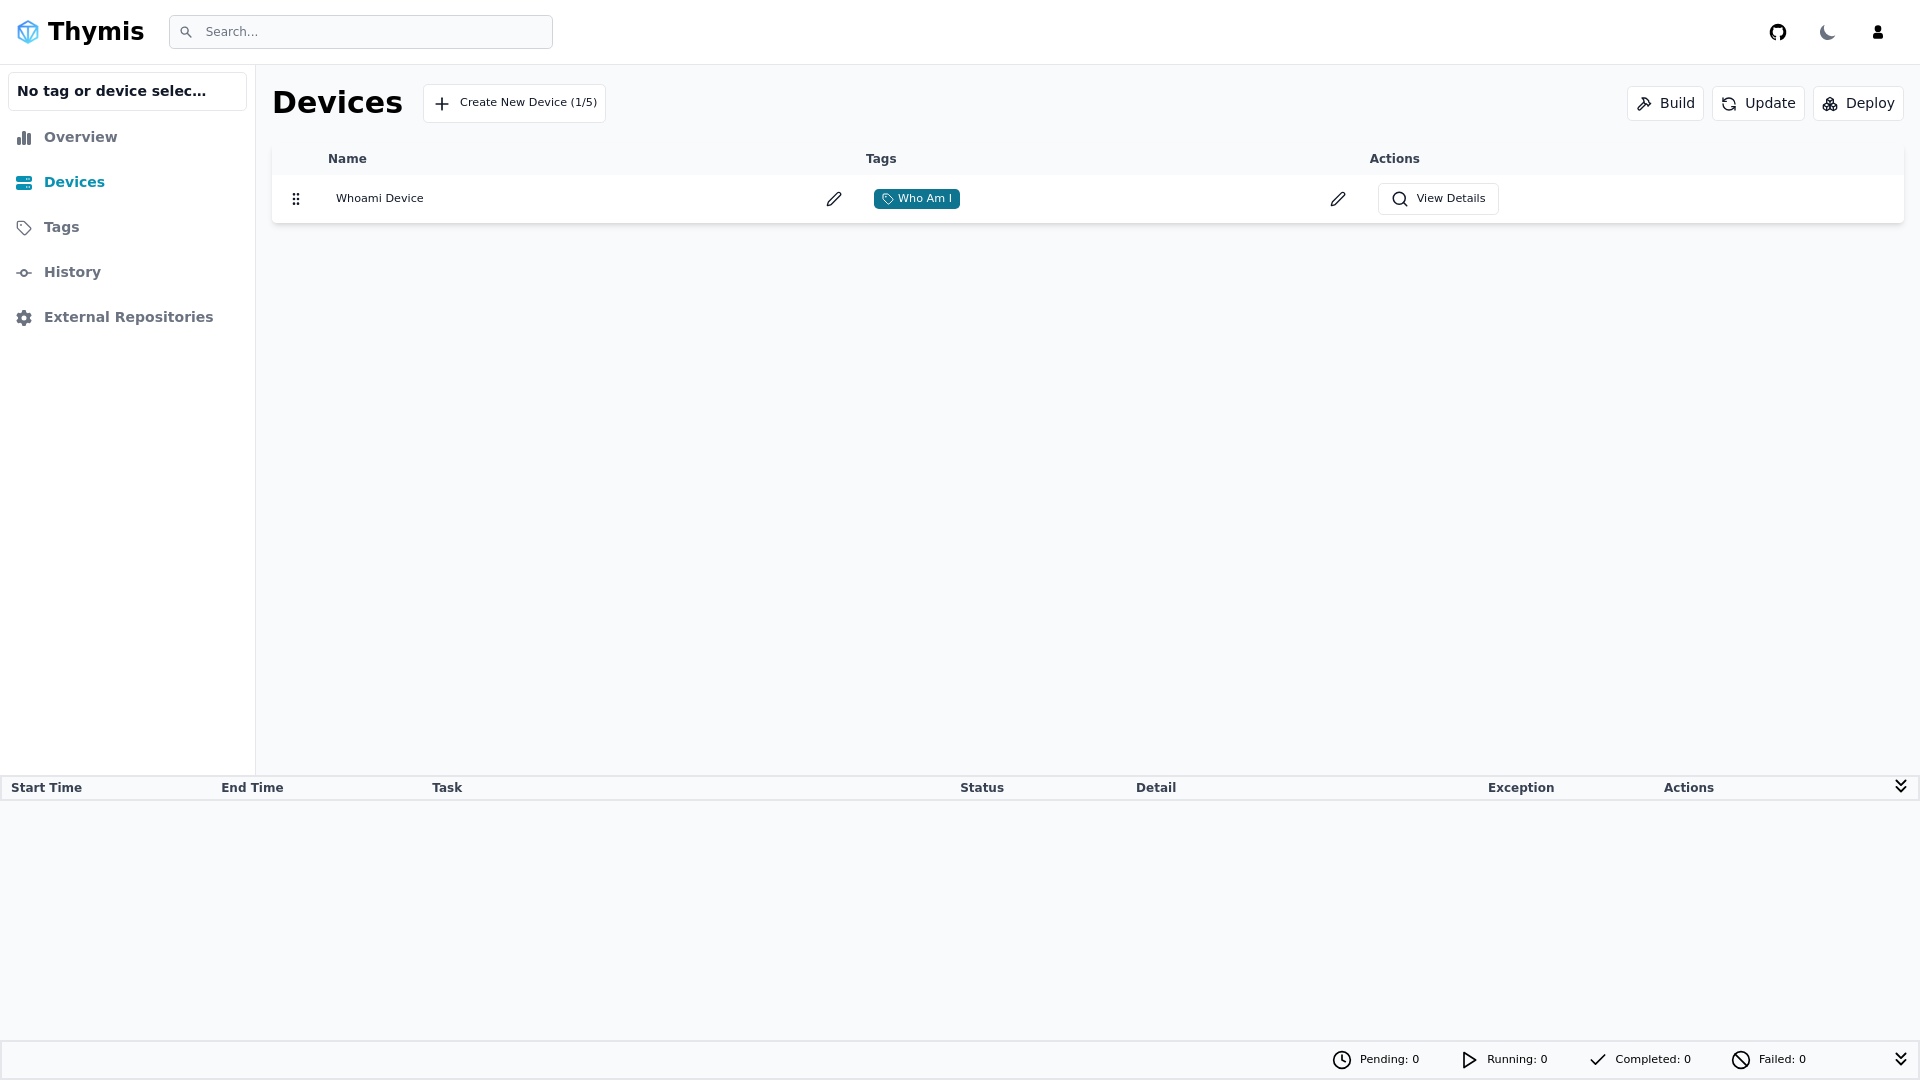 Thymis
Search...
No tag or device selec...
Overview
Devices
Tags
History
External Repositories
Devices
Create New Device (1/5)
Build
Update
Deploy
Name Tags Actions
Whoami Device Who Am I View Details
Start Time End Time Task Status Detail Exception Actions
Pending: 0 Running: 0 Completed: 0 Failed: 0